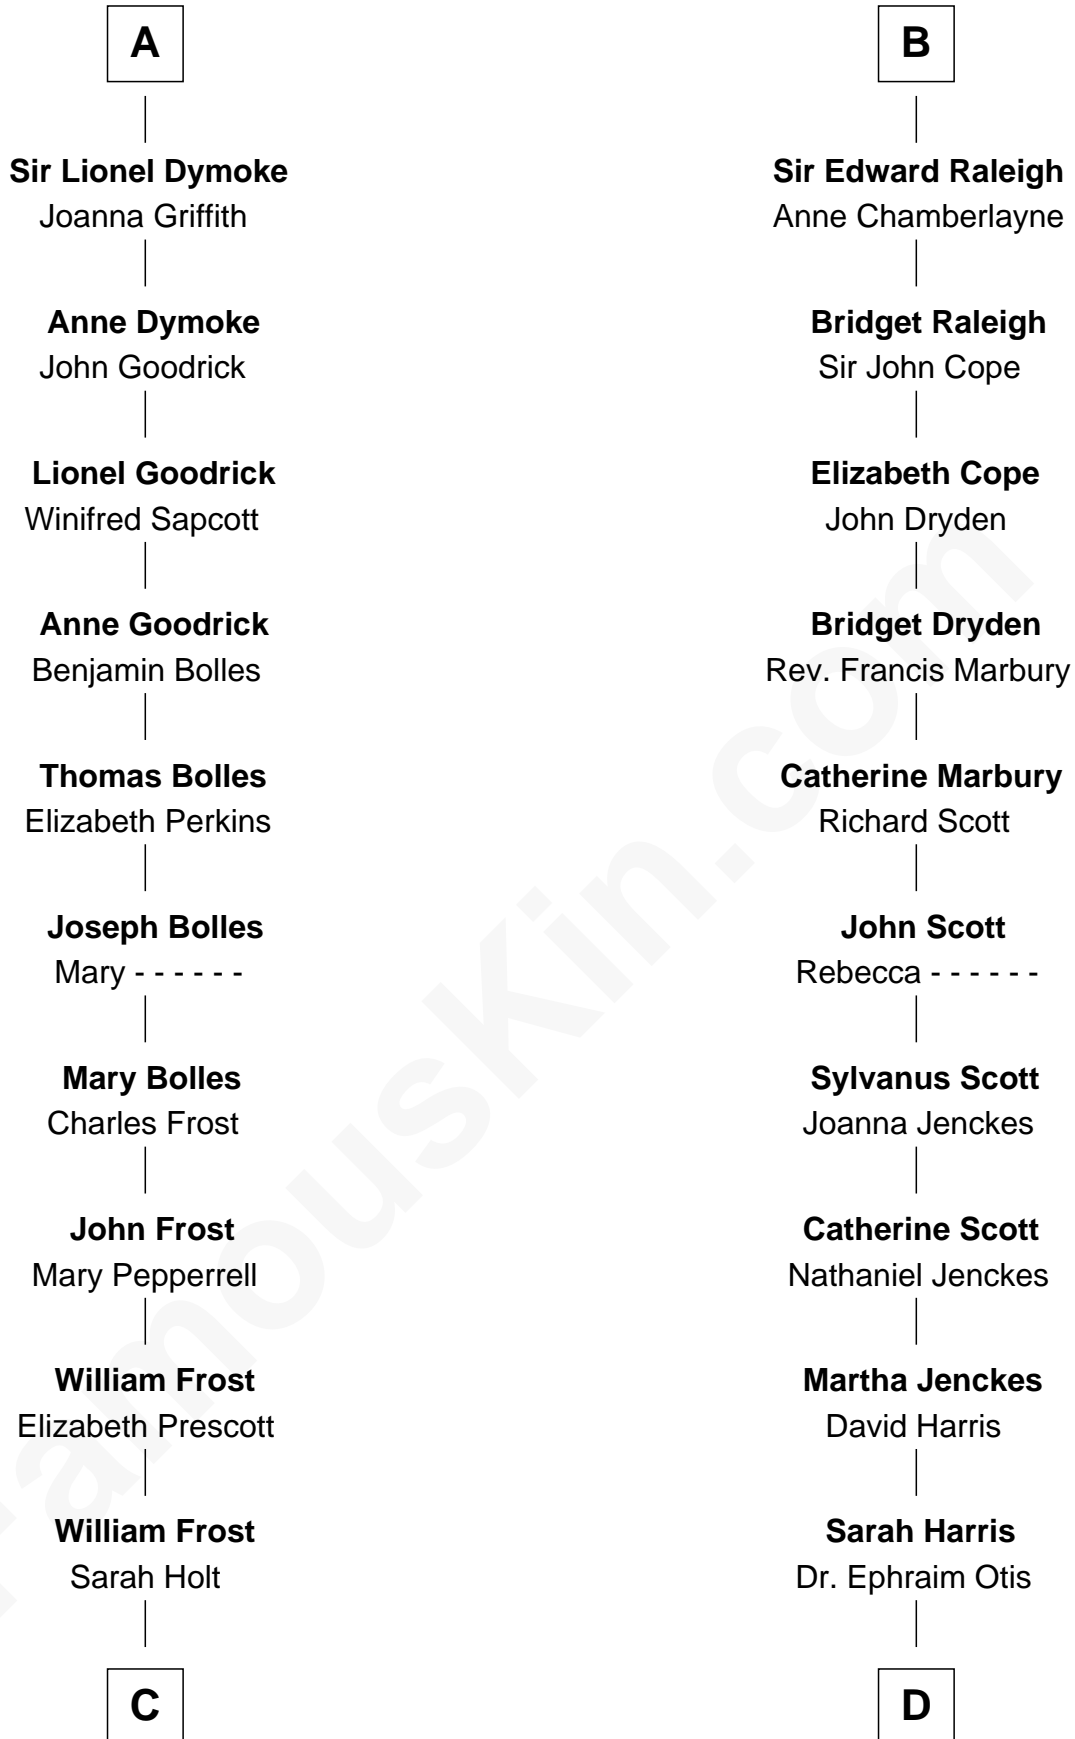 A
Sir Lionel Dymoke
Joanna Griffith
Anne Dymoke
John Goodrick
Lionel Goodrick
Winifred Sapcott
Anne Goodrick
Benjamin Bolles
Thomas Bolles
Elizabeth Perkins
Joseph Bolles
Mary - - - - - -
Mary Bolles
Charles Frost
John Frost
Mary Pepperrell
William Frost
Elizabeth Prescott
William Frost
Sarah Holt
C
B
Sir Edward Raleigh
Anne Chamberlayne
Bridget Raleigh
Sir John Cope
Elizabeth Cope
John Dryden
Bridget Dryden
Rev. Francis Marbury
Catherine Marbury
Richard Scott
John Scott
Rebecca - - - - - -
Sylvanus Scott
Joanna Jenckes
Catherine Scott
Nathaniel Jenckes
Martha Jenckes
David Harris
Sarah Harris
Dr. Ephraim Otis
D
FamousKin.com